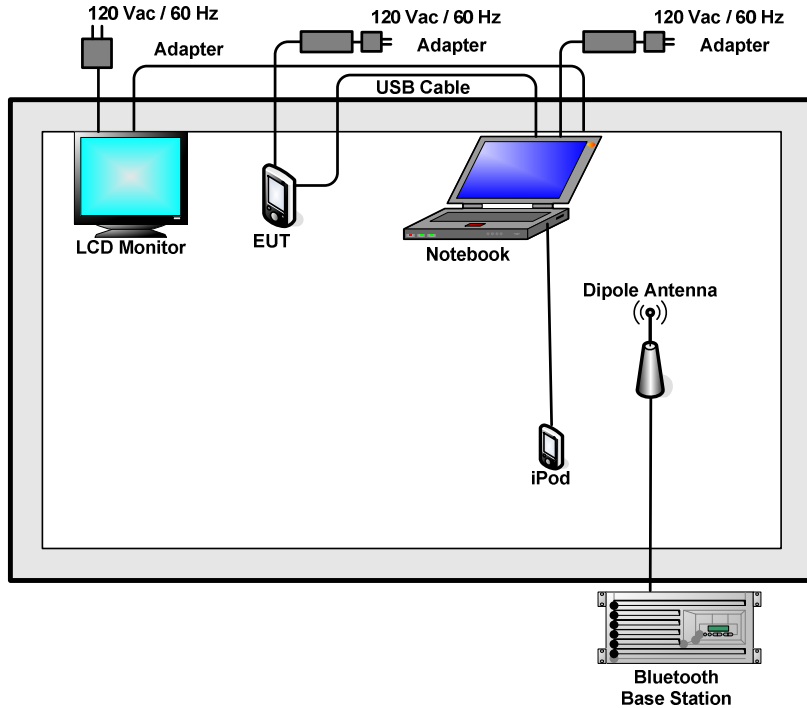 120 Vac / 60 Hz
120 Vac / 60 Hz
120 Vac / 60 Hz
Adapter
Adapter
Adapter
USB Cable
LCD Monitor
EUT
Notebook
Dipole Antenna
iPod
Bluetooth
Base Station